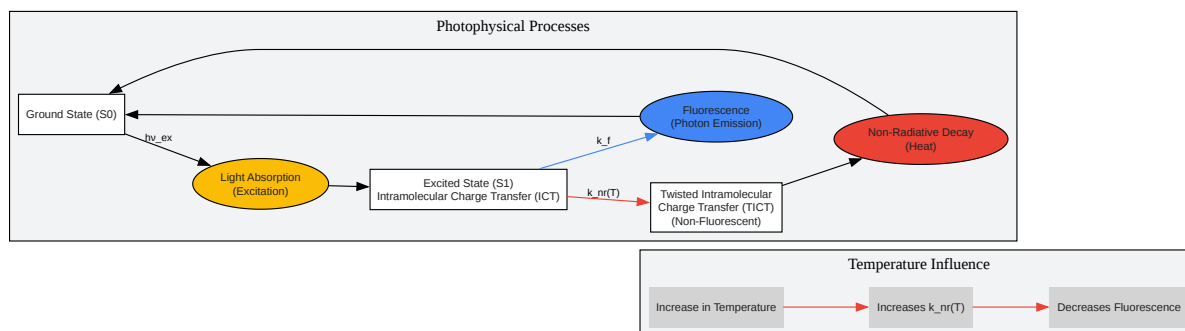 Photophysical Processes
Ground State (S0)
hν_ex
Light Absorption
(Excitation)
Excited State (S1)
Intramolecular Charge Transfer (ICT)
k_f
k_nr(T)
Fluorescence
(Photon Emission)
Twisted Intramolecular
Charge Transfer (TICT)
(Non-Fluorescent)
Non-Radiative Decay
(Heat)
Temperature Influence
Increase in Temperature
Increases k_nr(T)
Decreases Fluorescence